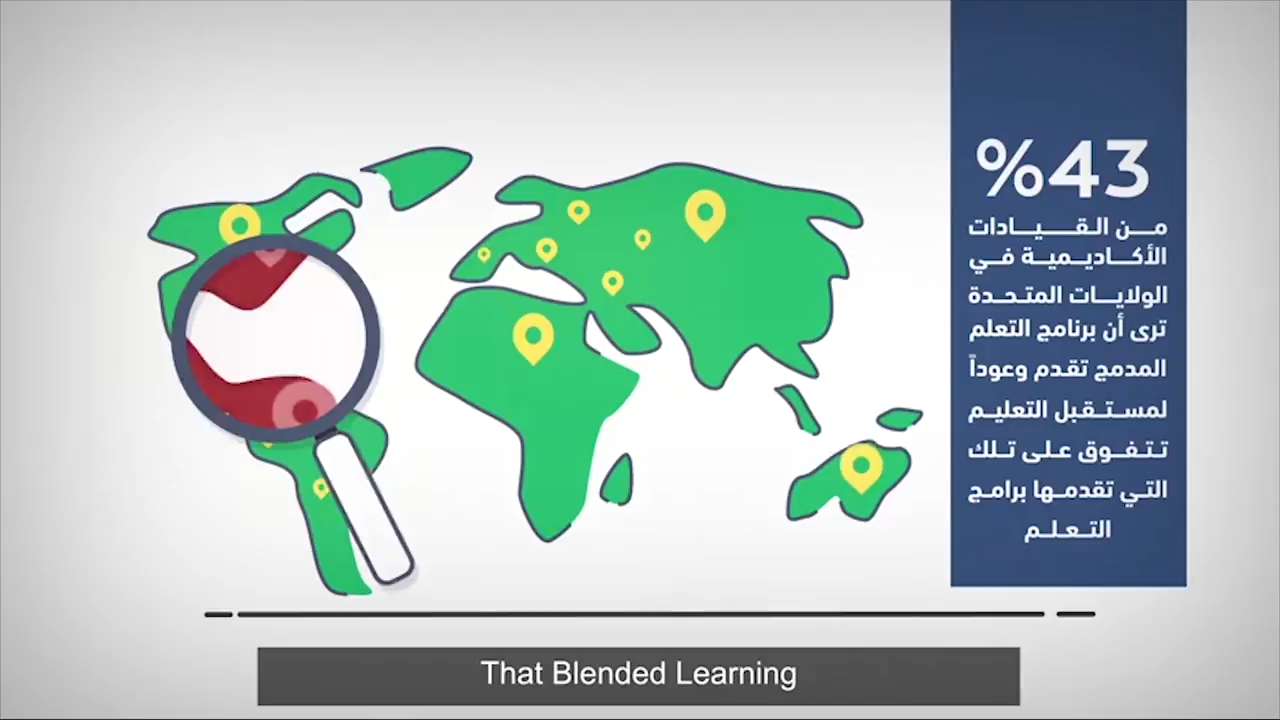 %43
من القيادات
الأكاديمية في
الولايات المتحدة
ترى أن برنامج التعلم
المدمج تقدم وعوداً
لمستقبل التعليم
تتفوق على تلك
التي تقدمها برامج
التعلم
That Blended Learning